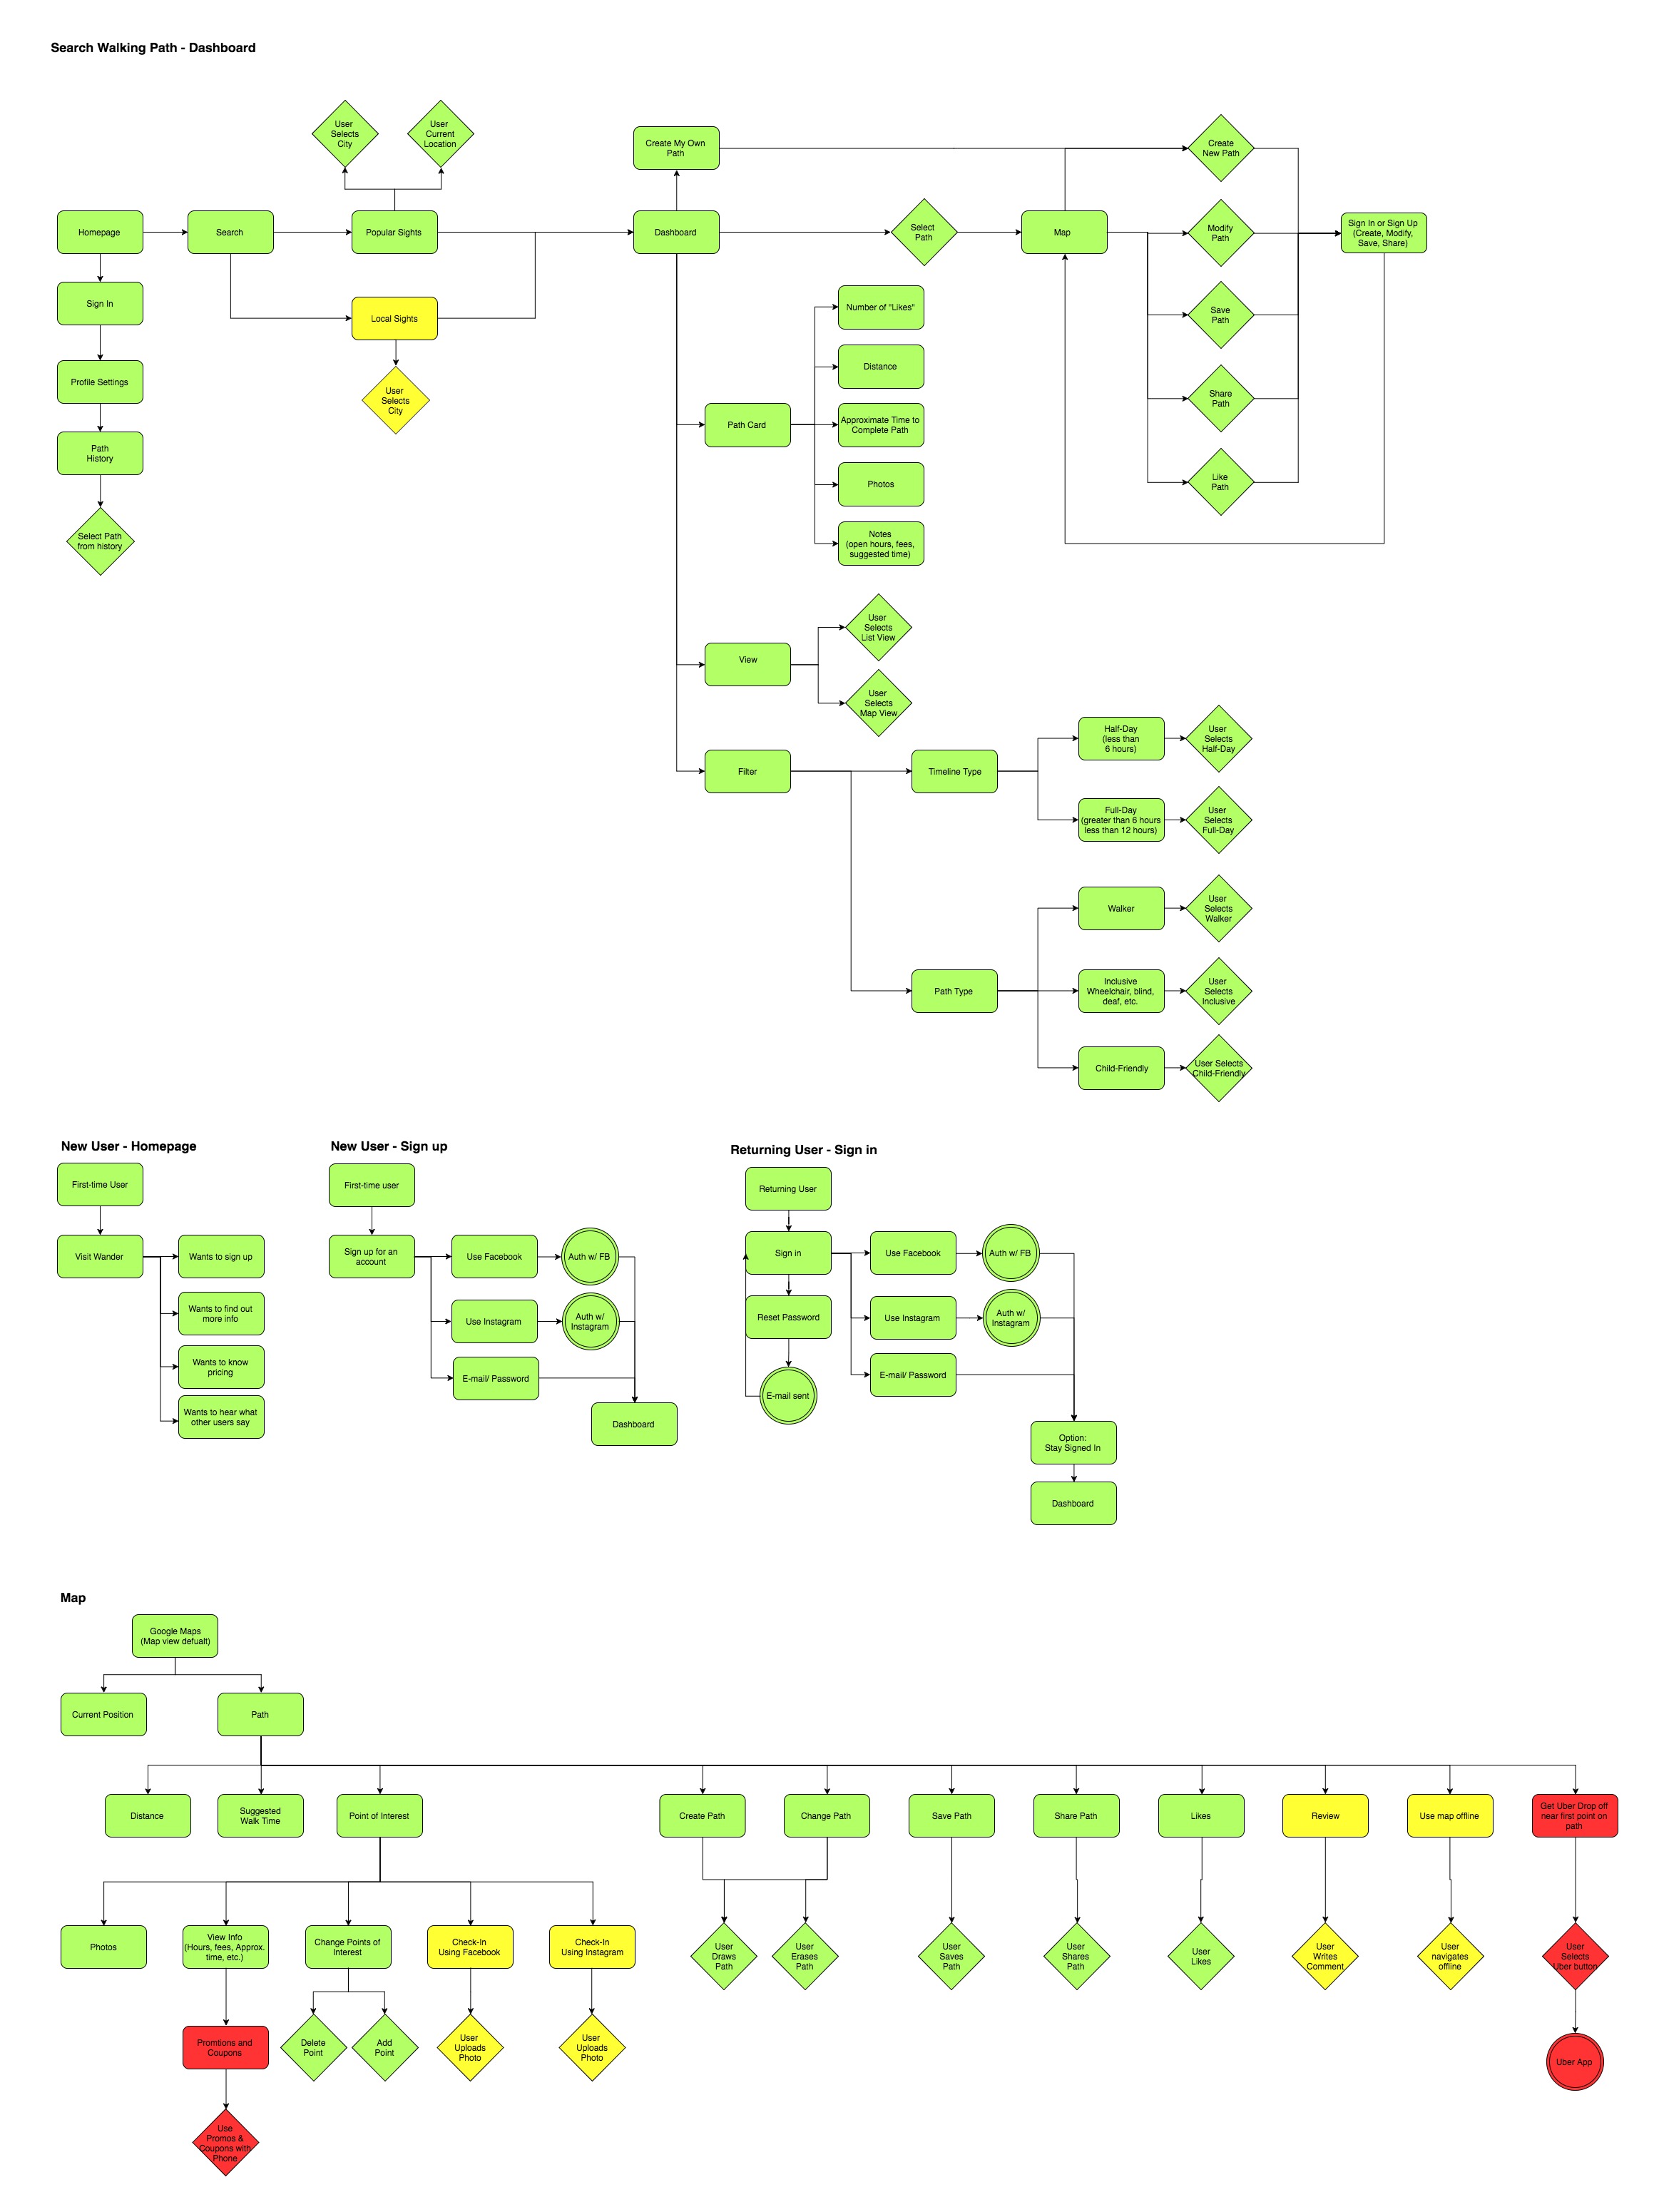 Search Walking Path - Dashboard
User
Selects
City
User
Current
Location
Create My Own
Path
Create
New Path
Homepage
Search
Popular Sights
Dashboard
Select
Path
Map
Modify
Path
Sign In or Sign Up
(Create, Modify,
Save, Share)
Sign In
Local Sights
Number of "Likes"
Save
Path
Profile Settings
User
Selects
City
Distance
Share
Path
Path Card
Approximate Time to
Complete Path
Path
History
Photos
Like
Path
Select Path
from history
Notes
(open hours, fees,
suggested time)
User
Selects
List View
View
User
Selects
Map View
Filter
Timeline Type
Half-Day
(less than
6 hours)
User
Selects
Half-Day
Full-Day
(greater than 6 hours
less than 12 hours)
User
Selects
Full-Day
Walker
User
Selects
Walker
Path Type
Inclusive
Wheelchair, blind,
deaf, etc.
User
Selects
Inclusive
Child-Friendly
User Selects
Child-Friendly
New User - Homepage
First-time User
Visit Wander
Wants to sign up
Wants to find out
more info
Wants to know
pricing
Wants to hear what
other users say
New User - Sign up
First-time user
Sign up for an
account
Use Facebook
Auth w/ FB
Use Instagram
Auth w/
Instagram
E-mail/ Password
Dashboard
Returning User - Sign in
Returning User
Sign in
Use Facebook
Auth w/ FB
Reset Password
Use Instagram
Auth w/
Instagram
E-mail sent
E-mail/ Password
Option:
Stay Signed In
Dashboard
Map
Google Maps
(Map view defualt)
Current Position
Path
Distance
Suggested
Walk Time
Point of Interest
Create Path
Change Path
Save Path
Share Path
Likes
Review
Use map offline
Get Uber Drop off
near first point on
path
Photos
View Info
(Hours, fees, Approx.
time, etc.)
Change Points of
Interest
Check-In
Using Facebook
Check-In
Using Instagram
User
Draws
Path
User
Erases
Path
User
Saves
Path
User
Shares
Path
User
Likes
User
Writes
Comment
User
navigates
offline
User
Selects
Uber button
Promtions and
Coupons
Delete
Point
Add
Point
User
Uploads
Photo
User
Uploads
Photo
Uber App
Use
Promos &
Coupons with
Phone